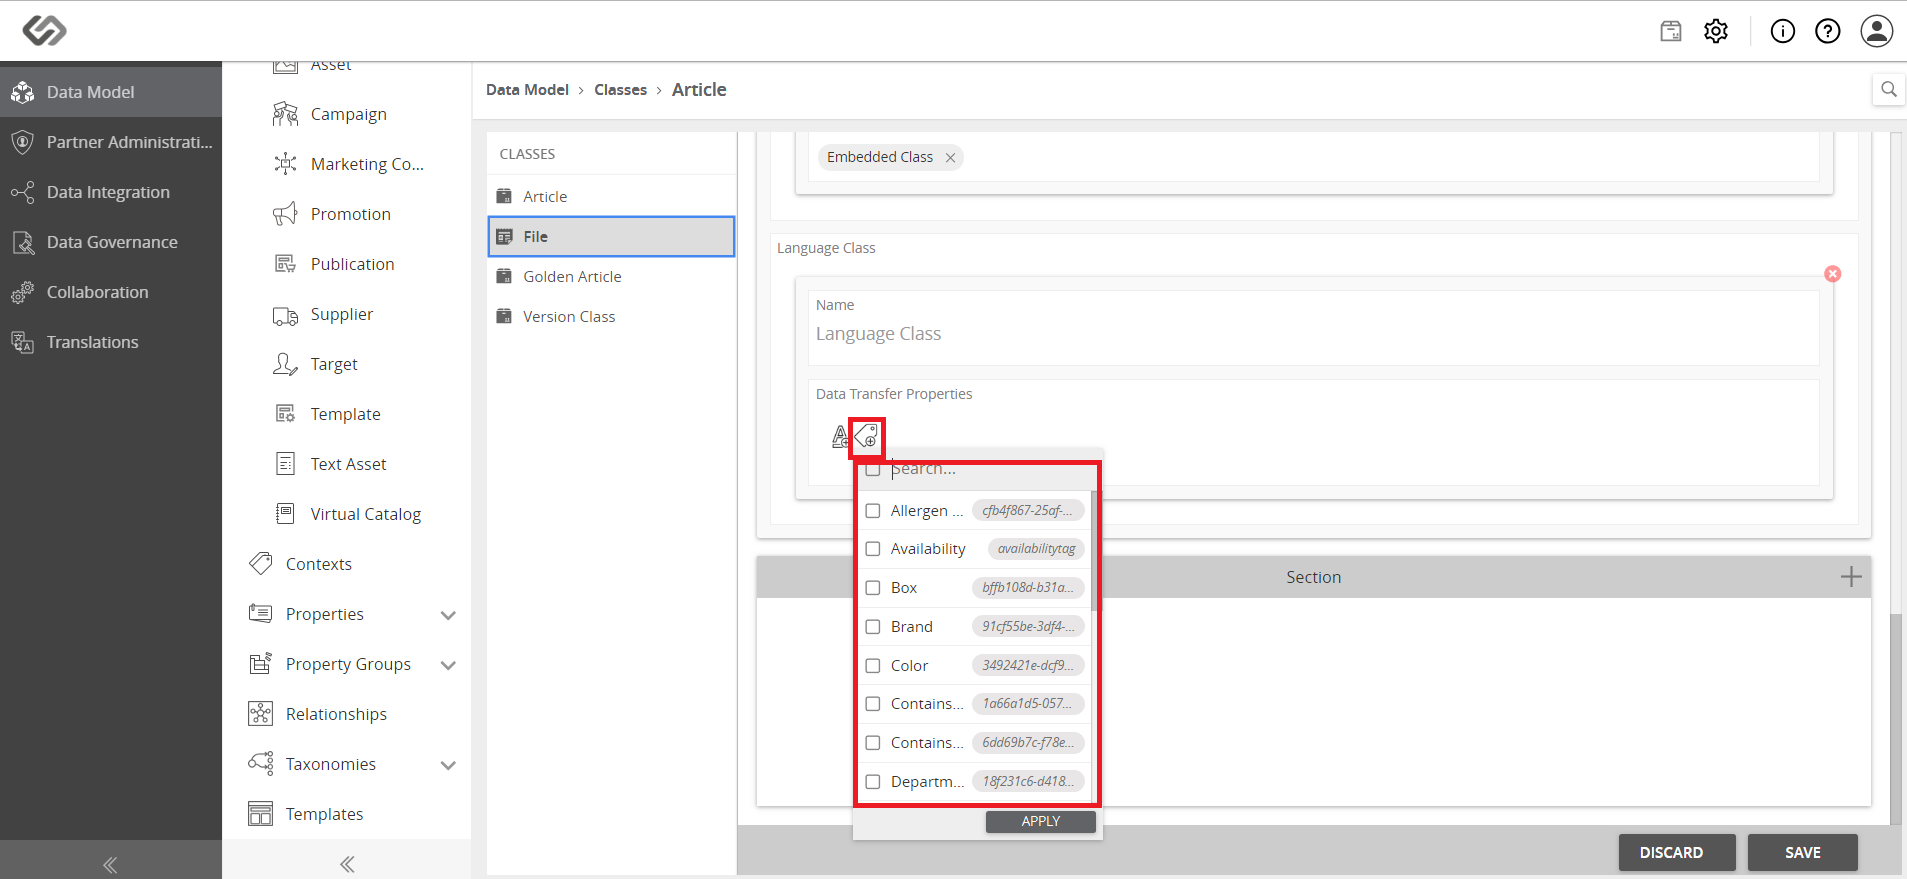 Data Model
Partner Administrati...
Data Integration
Data Governance
Collaboration
Translations
Asset
Campaign
Marketing Co...
Promotion
Publication
Supplier
Target
Template
Text Asset
Virtual Catalog
Contexts
Properties
Property Groups
Relationships
Taxonomies
Templates
Data Model > Classes > Article
CLASSES
Article
File
Golden Article
Version Class
Embedded Class
Language Class
Name
Language Class
Data Transfer Properties
Search...
Allergen ... cfb4f867-25af-...
Availability availabilitytag
Box bffb108d-b31a...
Brand 91cf55be-3df4-...
Color 3492421e-dcf9...
Contains... 1a66a1d5-057...
Contains... 6dd69b7c-f78e...
Departm... 18f231c6-d418...
APPLY
Section
DISCARD
SAVE